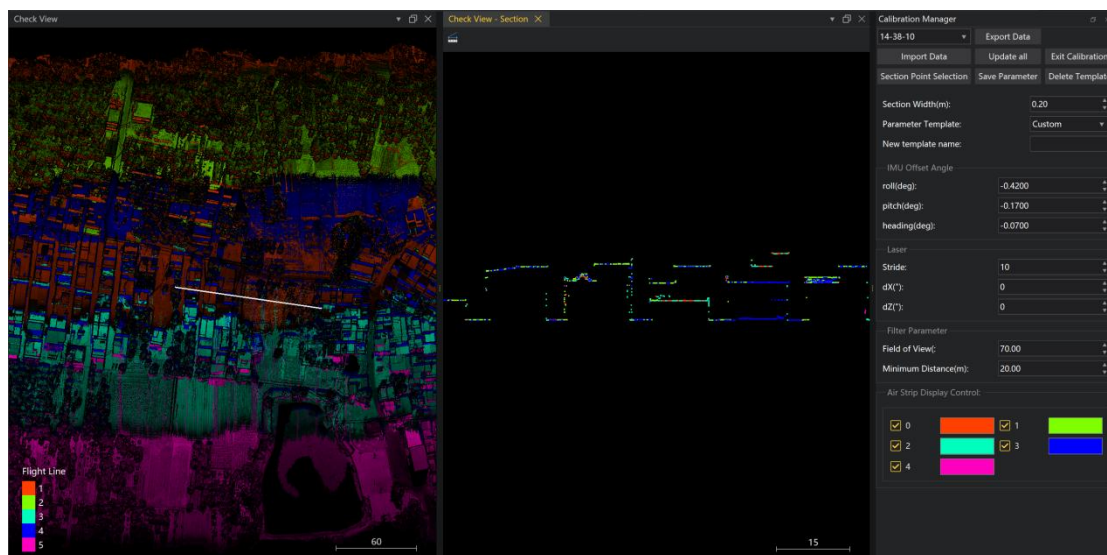 Check View
Flight Line
1
2
3
4
5
60
Check View - Section
15
Calibration Manager
14-38-10 Export Data
Import Data Update all Exit Calibration
Section Point Selection Save Parameter Delete Templat
Section Width(m): 0.20
Parameter Template: Custom
New template name:
IMU Offset Angle
roll(deg): -0.4200
pitch(deg): -0.1700
heading(deg): -0.0700
Laser
Stride: 10
dX("): 0
dZ("): 0
Filter Parameter
Field of View(: 70.00
Minimum Distance(m): 20.00
Air Strip Display Control:
0 1
2 3
4